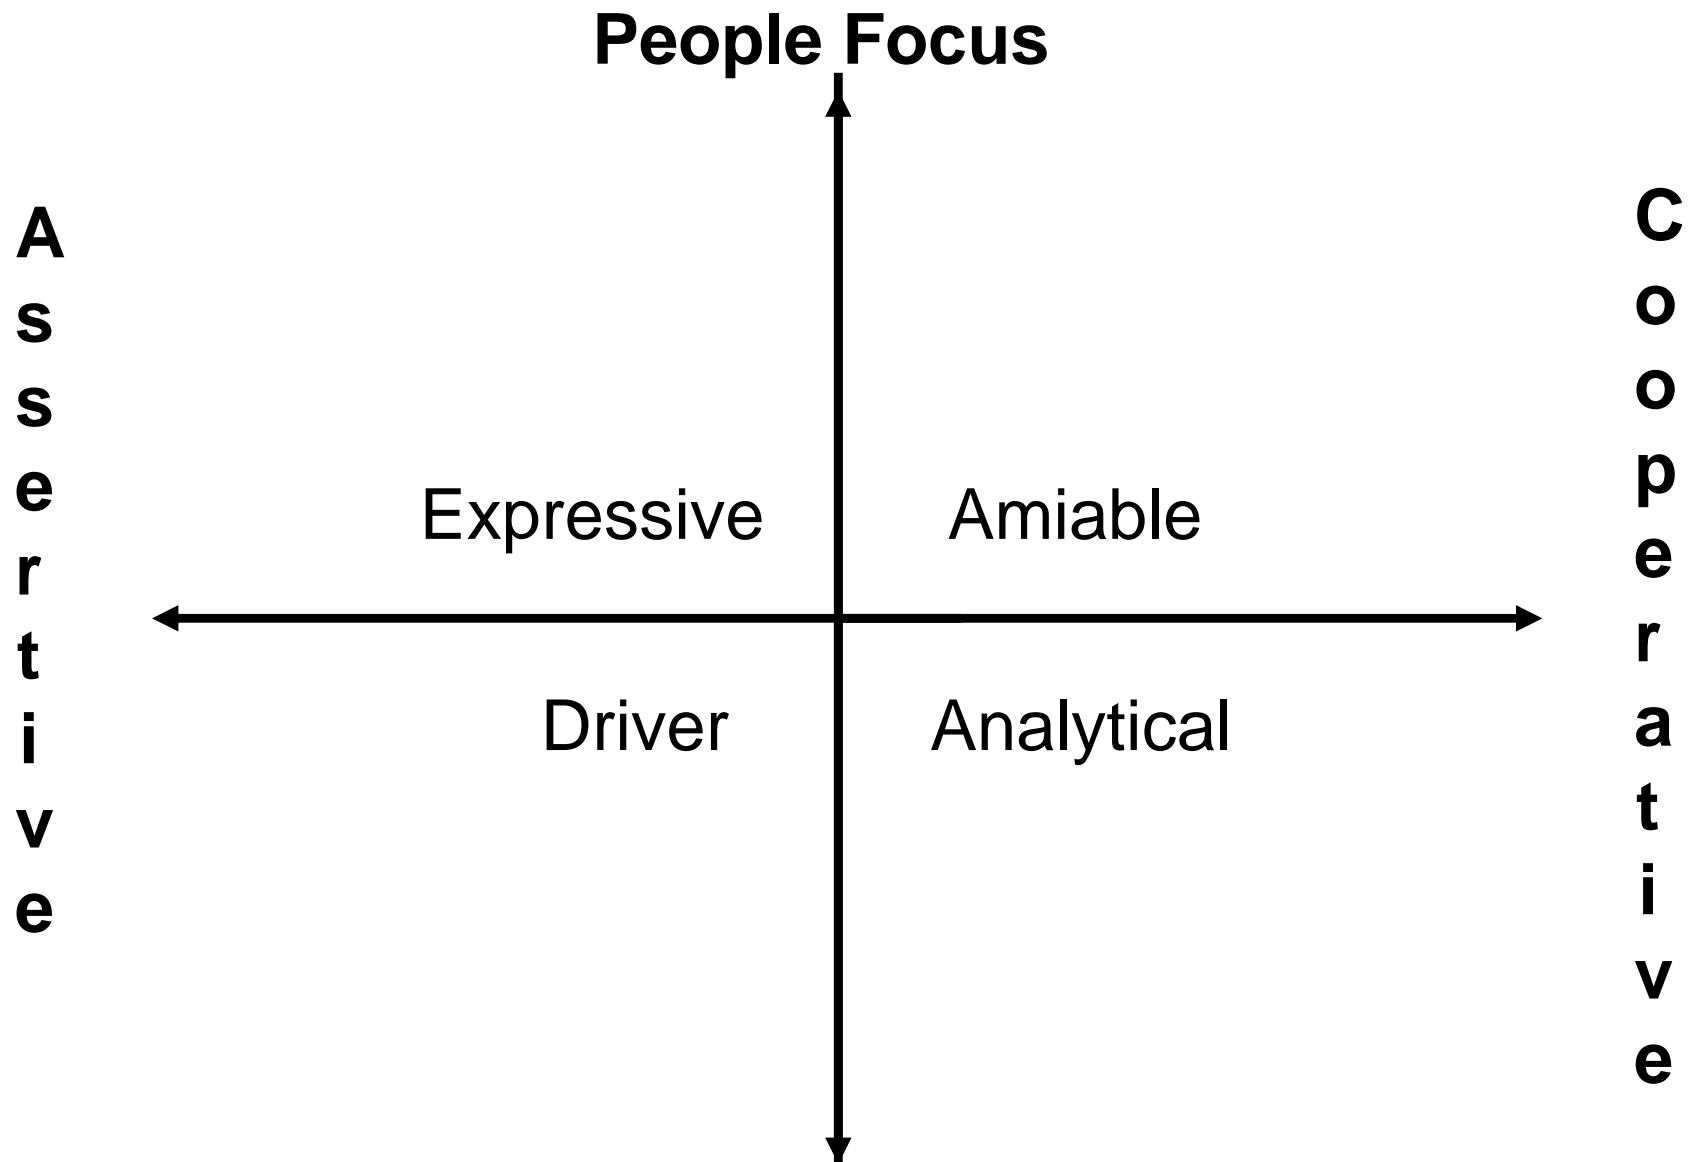 People Focus
Assertive
Cooperative
Expressive
Amiable
Driver
Analytical